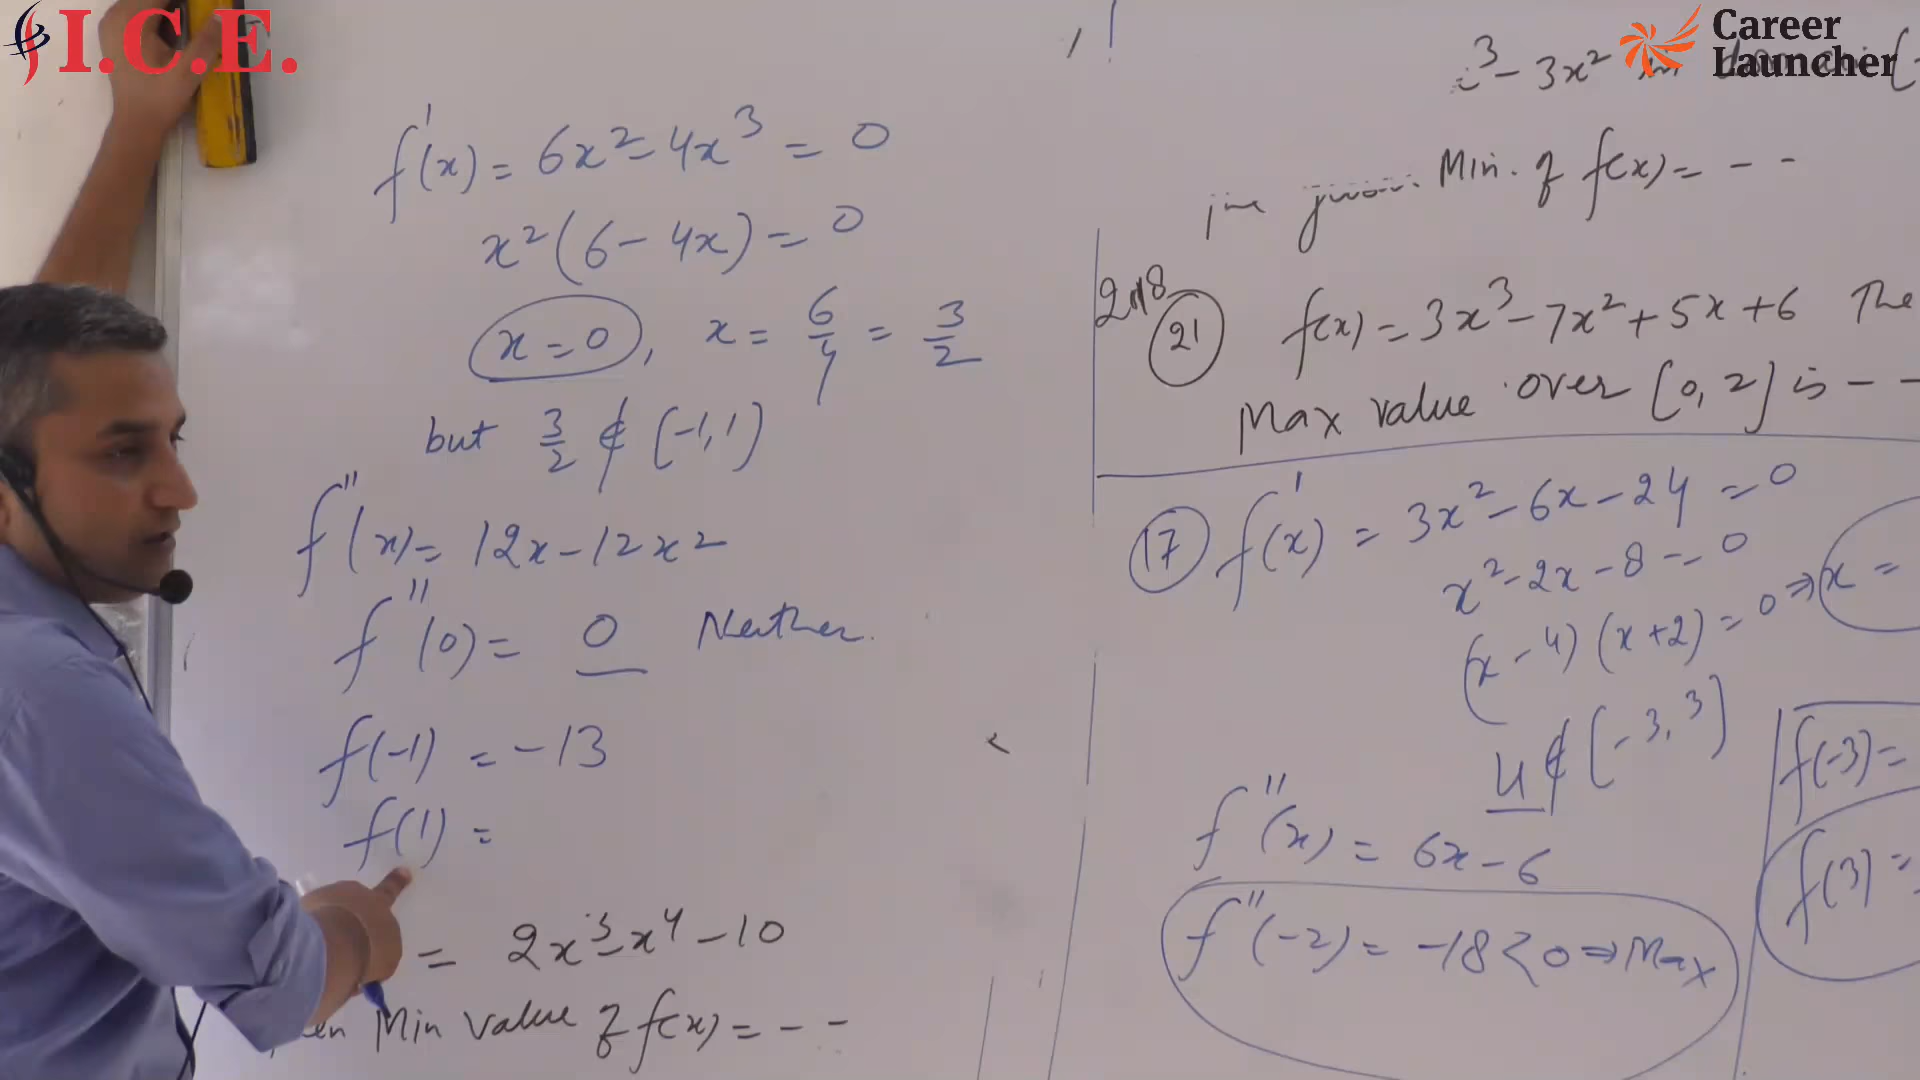 I.C.E.
Career
Launcher
f'(x) = 6x² - 4x³ = 0
x²(6 - 4x) = 0
x = 0, x = 6/4 = 3/2
but 3/2 ∉ [-1, 1]
f''(x) = 12x - 12x²
f''(0) = 0 Neither.
f(-1) = -13
f(1) =
= 2x³ - x⁴ - 10
Min value of f(x) = - -
³ - 3x² in
Min. of f(x) = - -
2018
21 f(x) = 3x³ - 7x² + 5x + 6 The
Max value over [0, 2] is - -
17 f'(x) = 3x² - 6x - 24 = 0
x² - 2x - 8 = 0
(x - 4)(x + 2) = 0 ⇒ x =
4 ∉ [-3, 3]
f''(x) = 6x - 6
f''(-2) = -18 < 0 ⇒ Max
f(-3) =
f(3) =